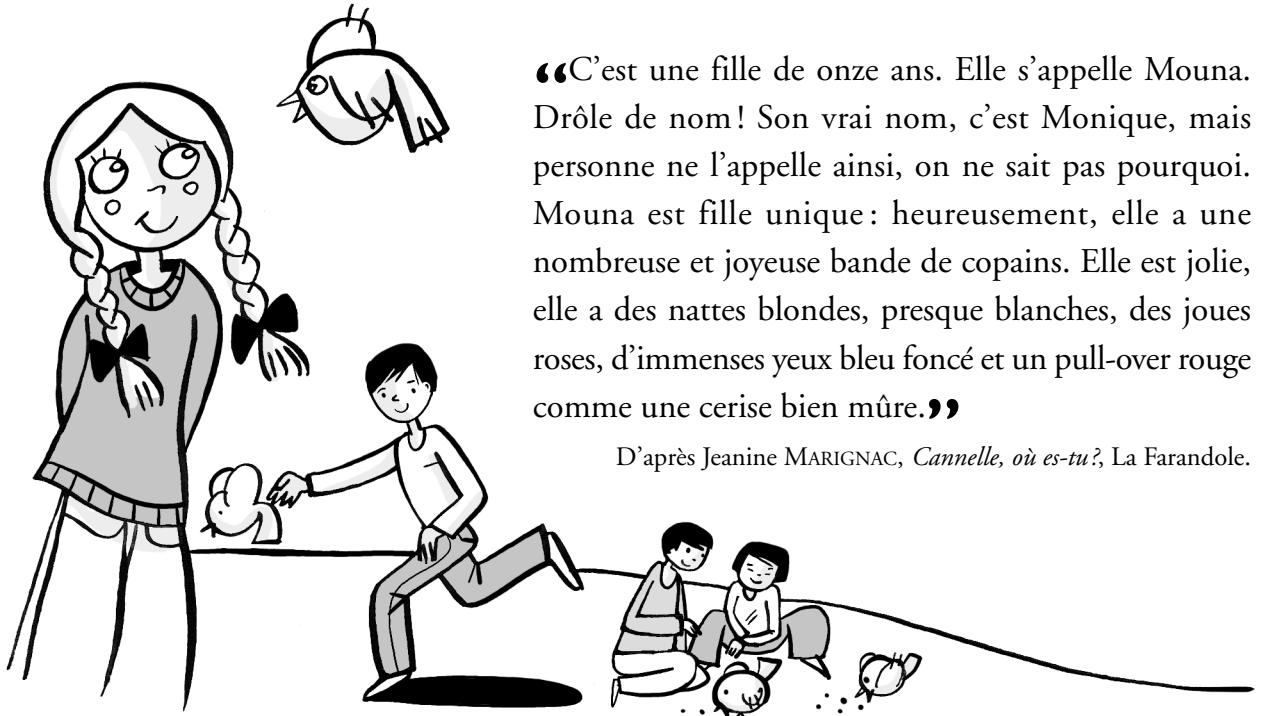 “C’est une fille de onze ans. Elle s’appelle Mouna.
Drôle de nom ! Son vrai nom, c’est Monique, mais
personne ne l’appelle ainsi, on ne sait pas pourquoi.
Mouna est fille unique : heureusement, elle a une
nombreuse et joyeuse bande de copains. Elle est jolie,
elle a des nattes blondes, presque blanches, des joues
roses, d’immenses yeux bleu foncé et un pull-over rouge
comme une cerise bien mûre.”
D’après Jeanine MARIGNAC, Cannelle, où es-tu ?, La Farandole.